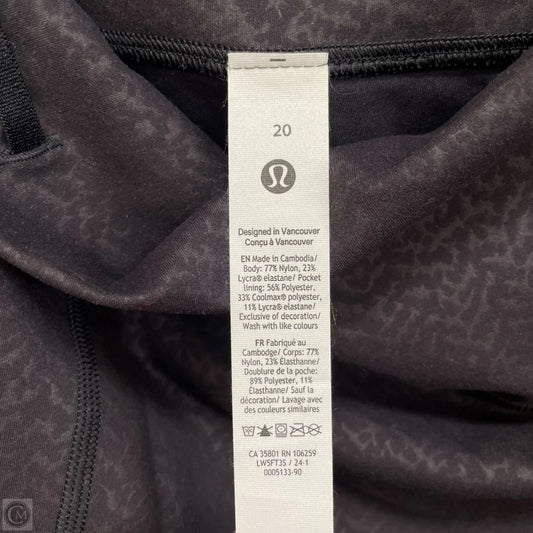 20
Designed in Vancouver
Conçu à Vancouver
EN Made in Cambodia/
Body: 77% Nylon, 23%
Lycra® elastane/ Pocket
lining: 56% Polyester,
33% Coolmax® polyester,
11% Lycra® elastane/
Exclusive of decoration/
Wash with like colours
FR Fabriqué au
Cambodge/ Corps: 77%
Nylon, 23% Élasthanne/
Doublure de la poche:
89% Polyester, 11%
Élasthanne/ Sauf la
décoration/ Lavage avec
des couleurs similaires
CA 35801 RN 106259
LW5FT3S / 24-1
0005133-90
CM